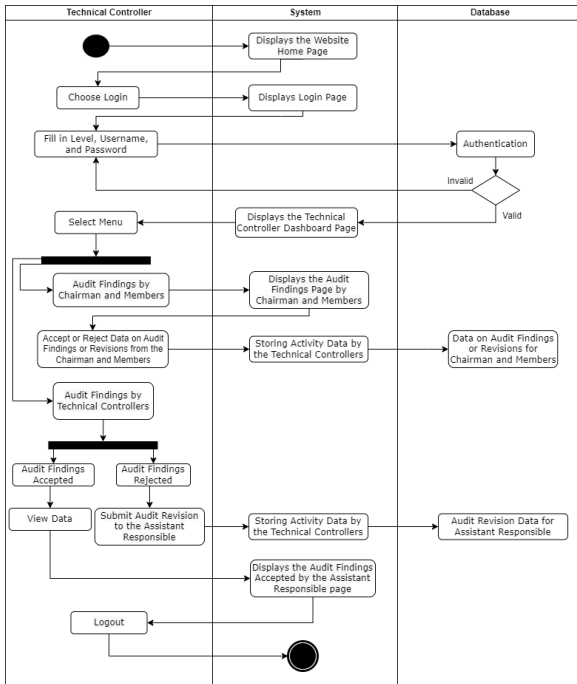 Technical Controller
System
Database
Displays the Website
Home Page
Choose Login
Displays Login Page
Fill in Level, Username,
and Password
Authentication
Invalid
Valid
Select Menu
Displays the Technical
Controller Dashboard Page
Audit Findings by
Chairman and Members
Displays the Audit
Findings Page by
Chairman and Members
Accept or Reject Data on Audit
Findings or Revisions from the
Chairman and Members
Storing Activity Data by
the Technical Controllers
Data on Audit Findings
or Revisions for
Chairman and Members
Audit Findings by
Technical Controllers
Audit Findings
Accepted
Audit Findings
Rejected
View Data
Submit Audit Revision
to the Assistant
Responsible
Storing Activity Data by
the Technical Controllers
Audit Revision Data for
Assistant Responsible
Displays the Audit Findings
Accepted by the Assistant
Responsible page
Logout